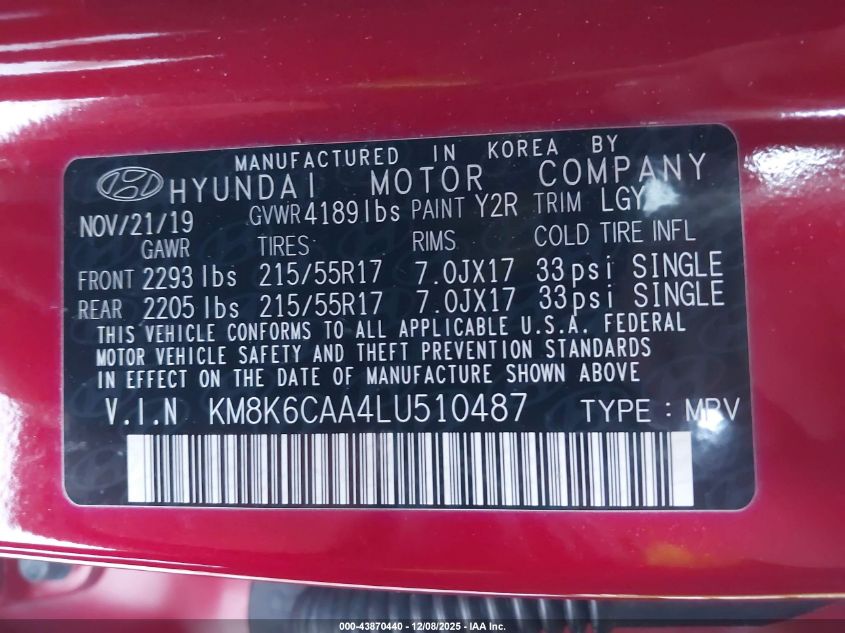 MANUFACTURED IN KOREA BY
HYUNDAI MOTOR COMPANY
NOV/21/19 GVWR 4189lbs PAINT Y2R TRIM LGY
GAWR TIRES RIMS COLD TIRE INFL
FRONT 2293 lbs 215/55R17 7.0JX17 33psi SINGLE
REAR 2205 lbs 215/55R17 7.0JX17 33psi SINGLE
THIS VEHICLE CONFORMS TO ALL APPLICABLE U.S.A. FEDERAL
MOTOR VEHICLE SAFETY AND THEFT PREVENTION STANDARDS
IN EFFECT ON THE DATE OF MANUFACTURE SHOWN ABOVE
V.I.N KM8K6CAA4LU510487 TYPE : MPV
000-43870440 - 12/08/2025 - IAA Inc.